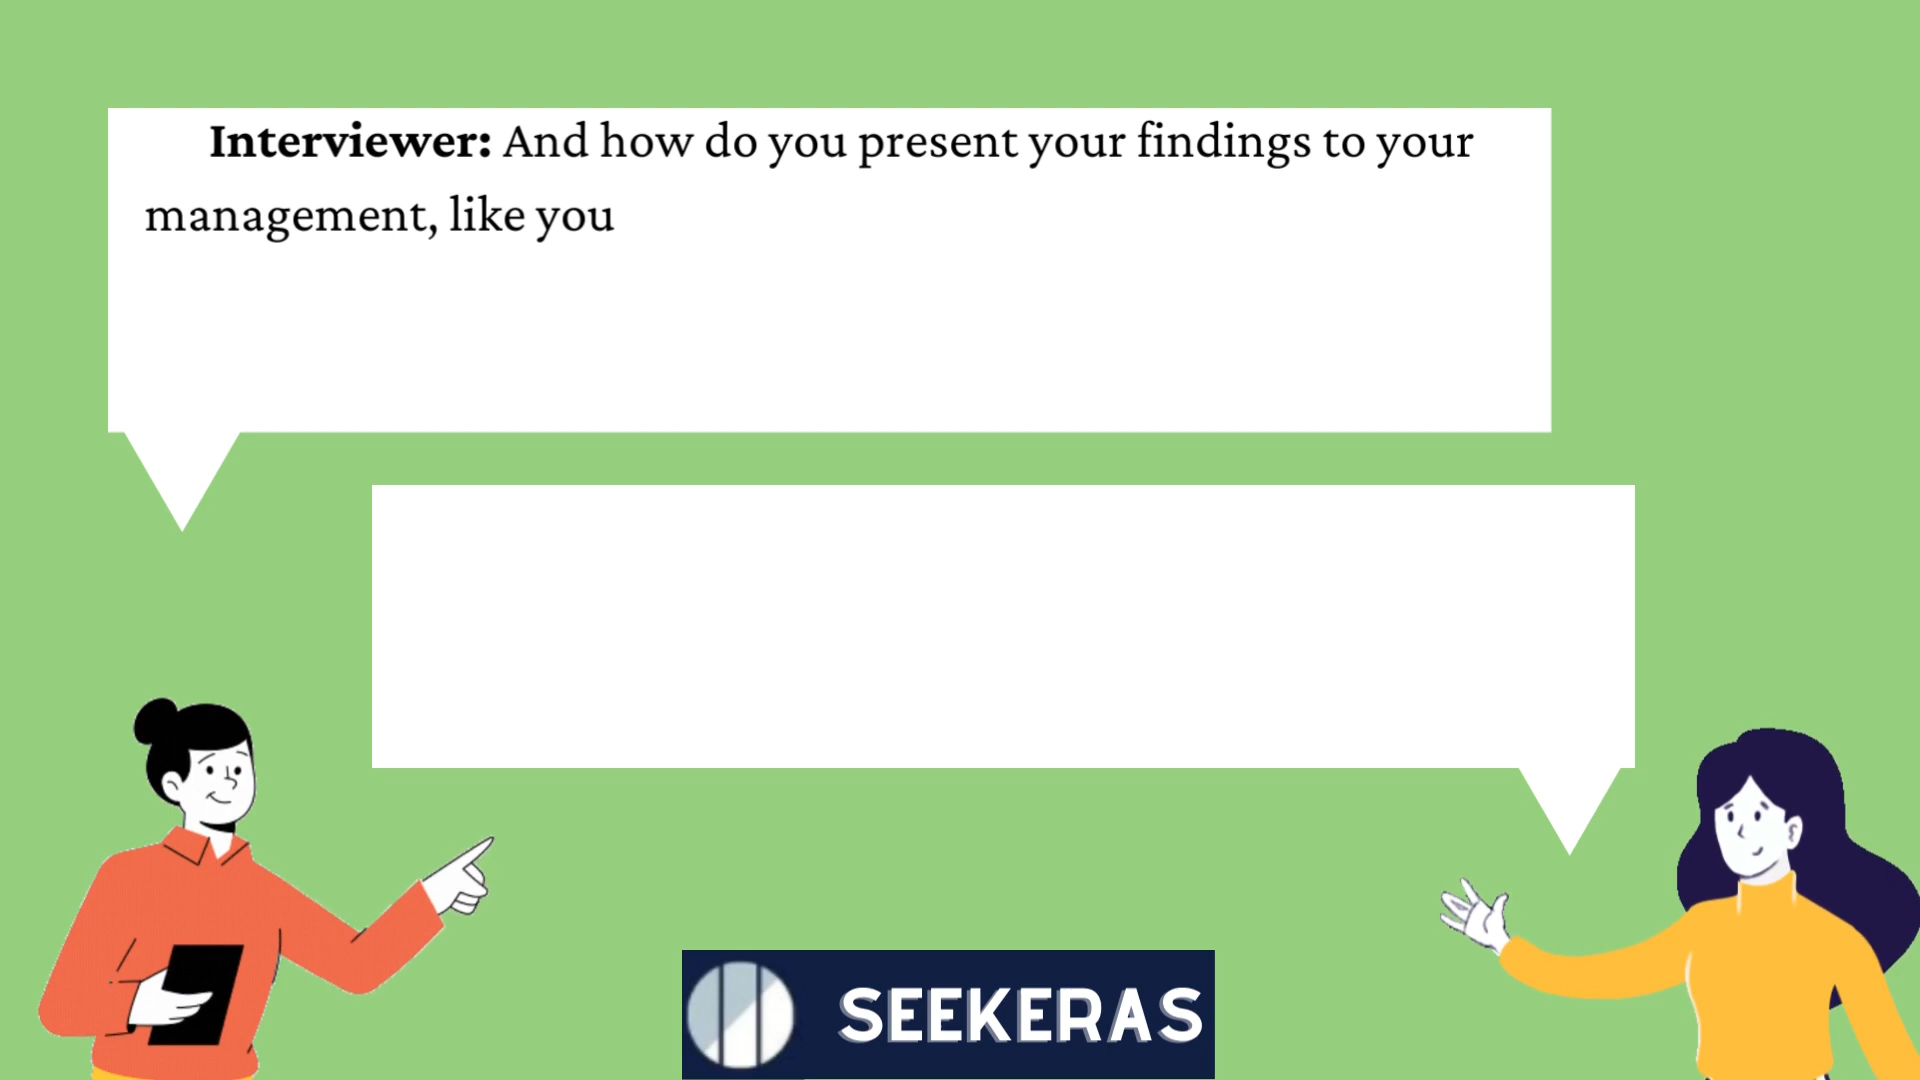 Interviewer: And how do you present your findings to your
management, like you
SEEKERAS